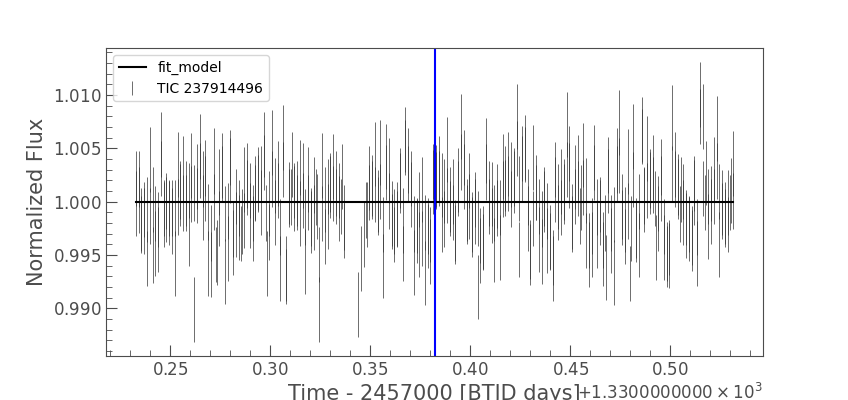 fit_model
TIC 237914496
1.010
1.005
1.000
0.995
0.990
Normalized Flux
0.25 0.30 0.35 0.40 0.45 0.50
Time - 2457000 [BTJD days]
+1.3300000000 × 10³